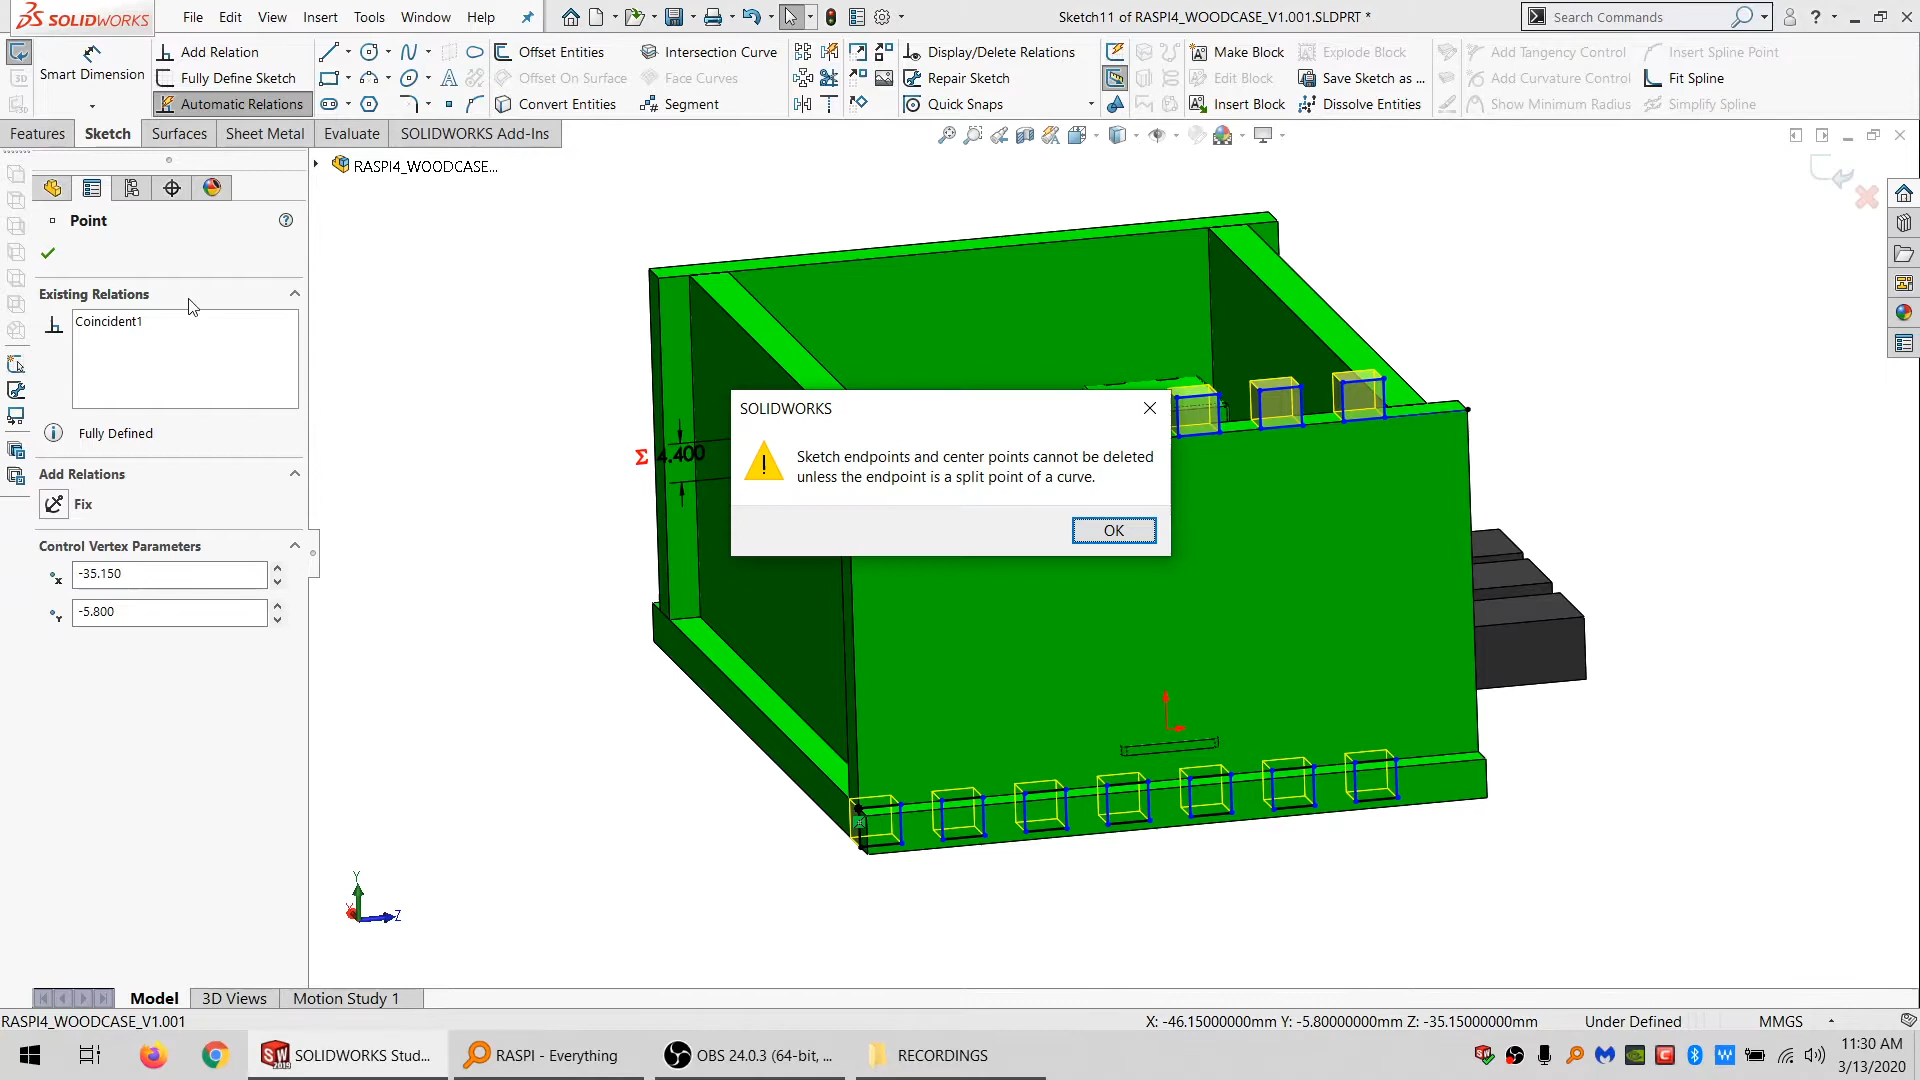 SOLIDWORKS
File Edit View Insert Tools Window Help
Sketch11 of RASPI4_WOODCASE_V1.001.SLDPRT *
Search Commands
Smart Dimension
Add Relation
Fully Define Sketch
Automatic Relations
Offset Entities
Offset On Surface
Convert Entities
Intersection Curve
Face Curves
Segment
Display/Delete Relations
Repair Sketch
Quick Snaps
Make Block
Edit Block
Insert Block
Explode Block
Save Sketch as ...
Dissolve Entities
Add Tangency Control
Add Curvature Control
Show Minimum Radius
Insert Spline Point
Fit Spline
Simplify Spline
Features Sketch Surfaces Sheet Metal Evaluate SOLIDWORKS Add-Ins
RASPI4_WOODCASE...
Point
Existing Relations
Coincident1
Fully Defined
Add Relations
Fix
Control Vertex Parameters
-35.150
-5.800
Σ 4.400
SOLIDWORKS
Sketch endpoints and center points cannot be deleted
unless the endpoint is a split point of a curve.
OK
Y
Z
Model 3D Views Motion Study 1
RASPI4_WOODCASE_V1.001
X: -46.15000000mm Y: -5.80000000mm Z: -35.15000000mm Under Defined MMGS
SOLIDWORKS Stud...
RASPI - Everything
OBS 24.0.3 (64-bit, ...
RECORDINGS
11:30 AM
3/13/2020